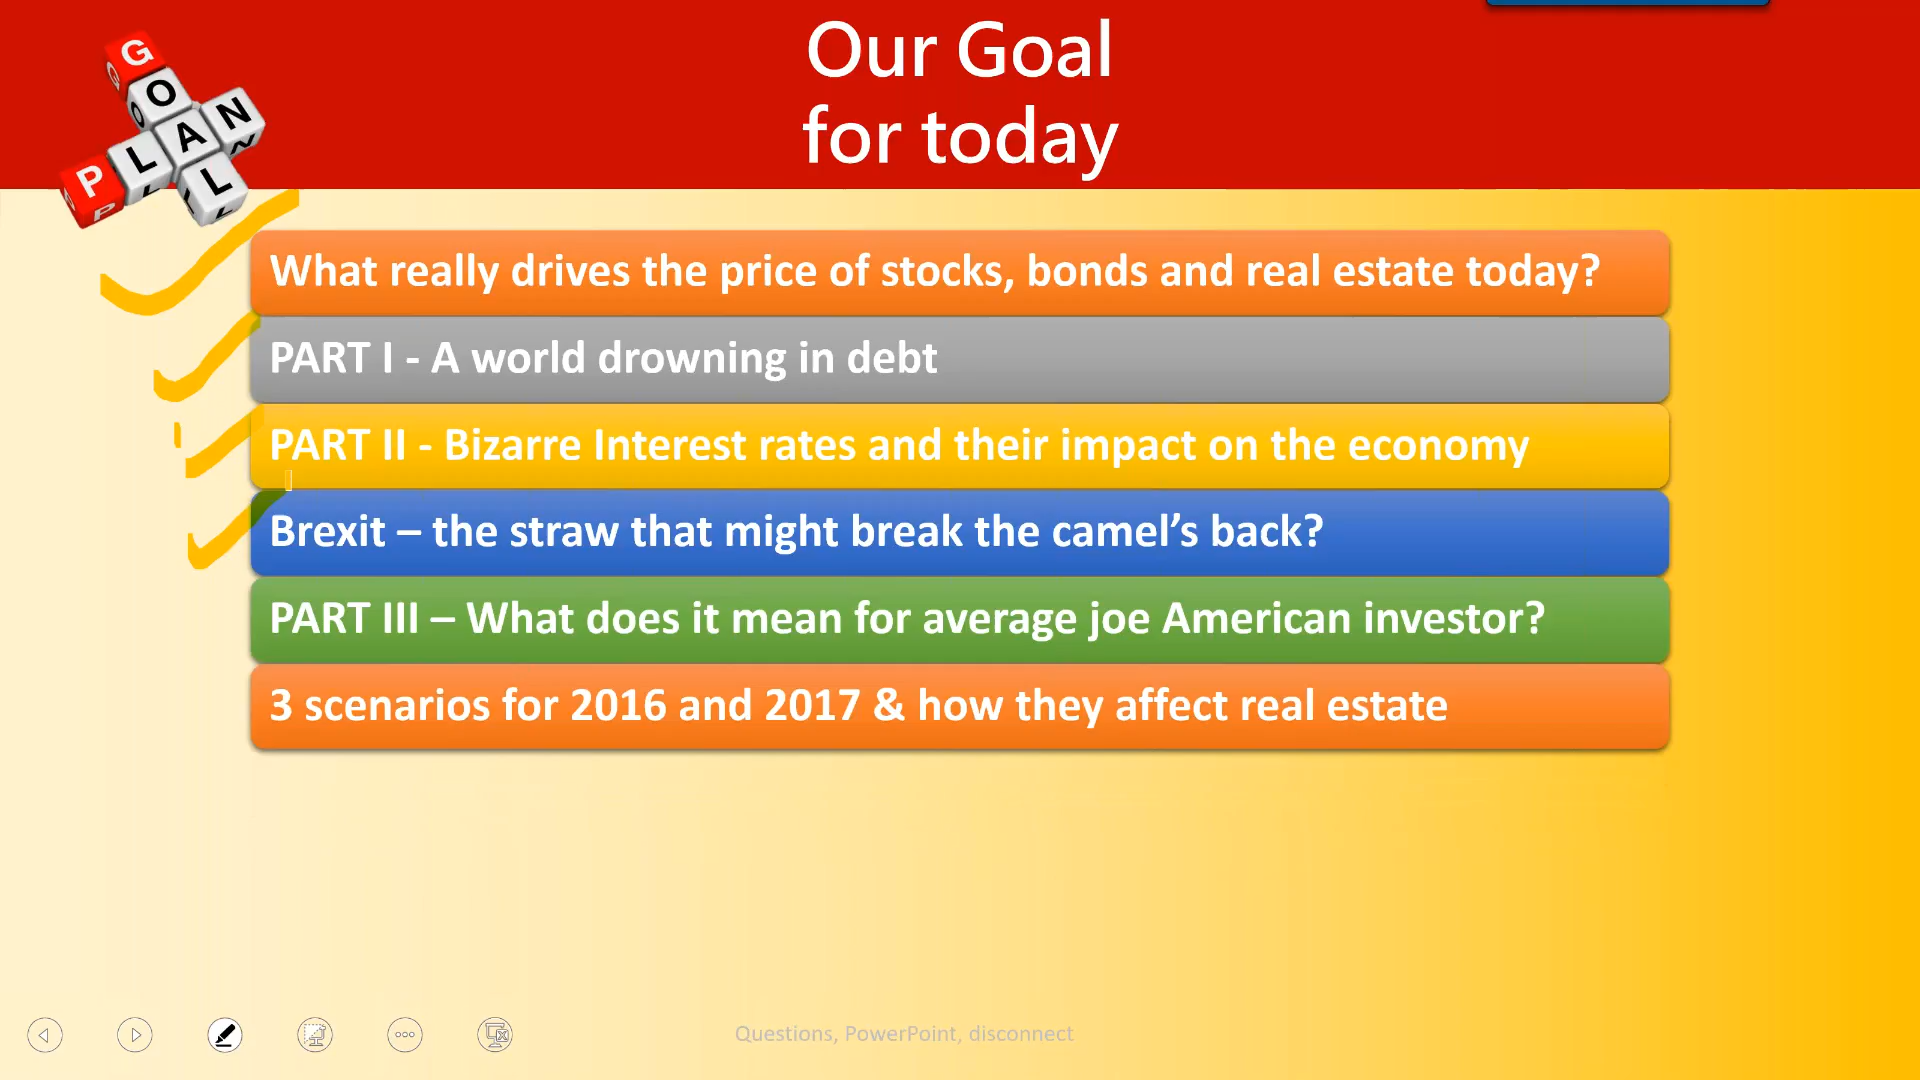 GOAL
PLAN
Our Goal
for today
What really drives the price of stocks, bonds and real estate today?
PART I - A world drowning in debt
PART II - Bizarre Interest rates and their impact on the economy
Brexit – the straw that might break the camel’s back?
PART III – What does it mean for average joe American investor?
3 scenarios for 2016 and 2017 & how they affect real estate
Questions, PowerPoint, disconnect